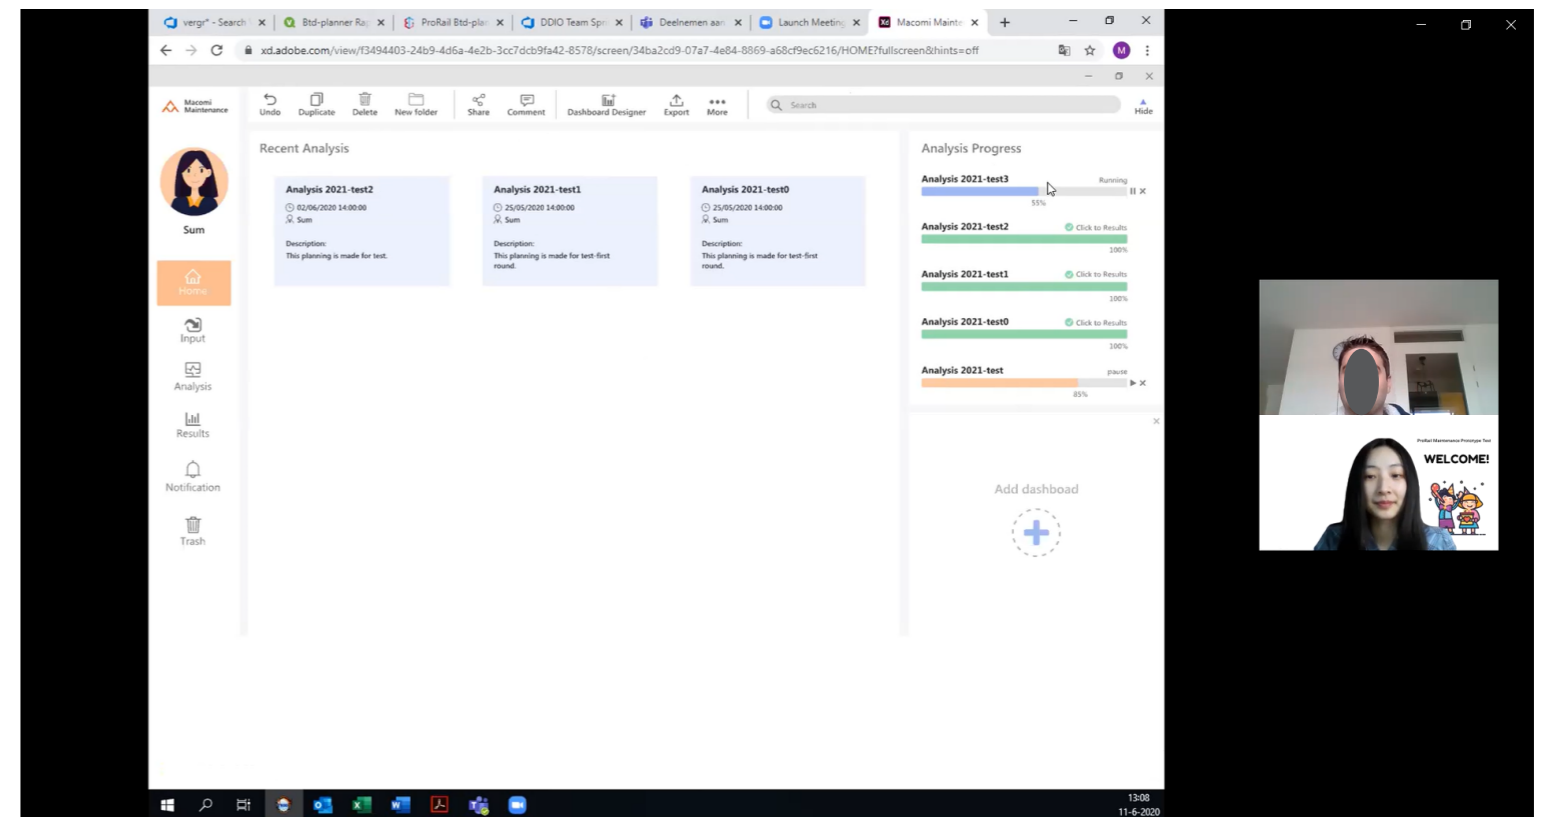 vergr* - Search
Btd-planner Rap
ProRail Btd-plan
DDIO Team Spri
Deelnemen aan
Launch Meeting
Macomi Mainte
xd.adobe.com/view/f3494403-24b9-4d6a-4e2b-3cc7dcb9fa42-8578/screen/34ba2cd9-07a7-4e84-8869-a68cf9ec6216/HOME?fullscreen&hints=off
M
Macomi
Maintenance
Undo
Duplicate
Delete
New folder
Share
Comment
Dashboard Designer
Export
More
Search
Hide
Sum
Home
Input
Analysis
Results
Notification
Trash
Recent Analysis
Analysis 2021-test2
02/06/2020 14:00:00
Sum
Description:
This planning is made for test.
Analysis 2021-test1
25/05/2020 14:00:00
Sum
Description:
This planning is made for test-first
round.
Analysis 2021-test0
25/05/2020 14:00:00
Sum
Description:
This planning is made for test-first
round.
Analysis Progress
Analysis 2021-test3
Running
55%
Analysis 2021-test2
Click to Results
100%
Analysis 2021-test1
Click to Results
100%
Analysis 2021-test0
Click to Results
100%
Analysis 2021-test
pause
85%
Add dashboad
ProRail Maintenance Prototype Test
WELCOME!
13:08
11-6-2020